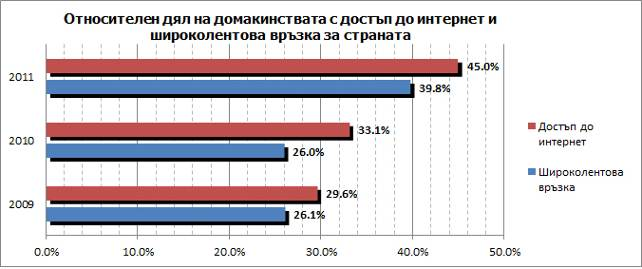 Относителен дял на домакинствата с достъп до интернет и
широколентова връзка за страната
2011
45.0%
39.8%
2010
33.1%
26.0%
2009
29.6%
26.1%
0.0% 10.0% 20.0% 30.0% 40.0% 50.0%
Достъп до
интернет
Широколентова
връзка